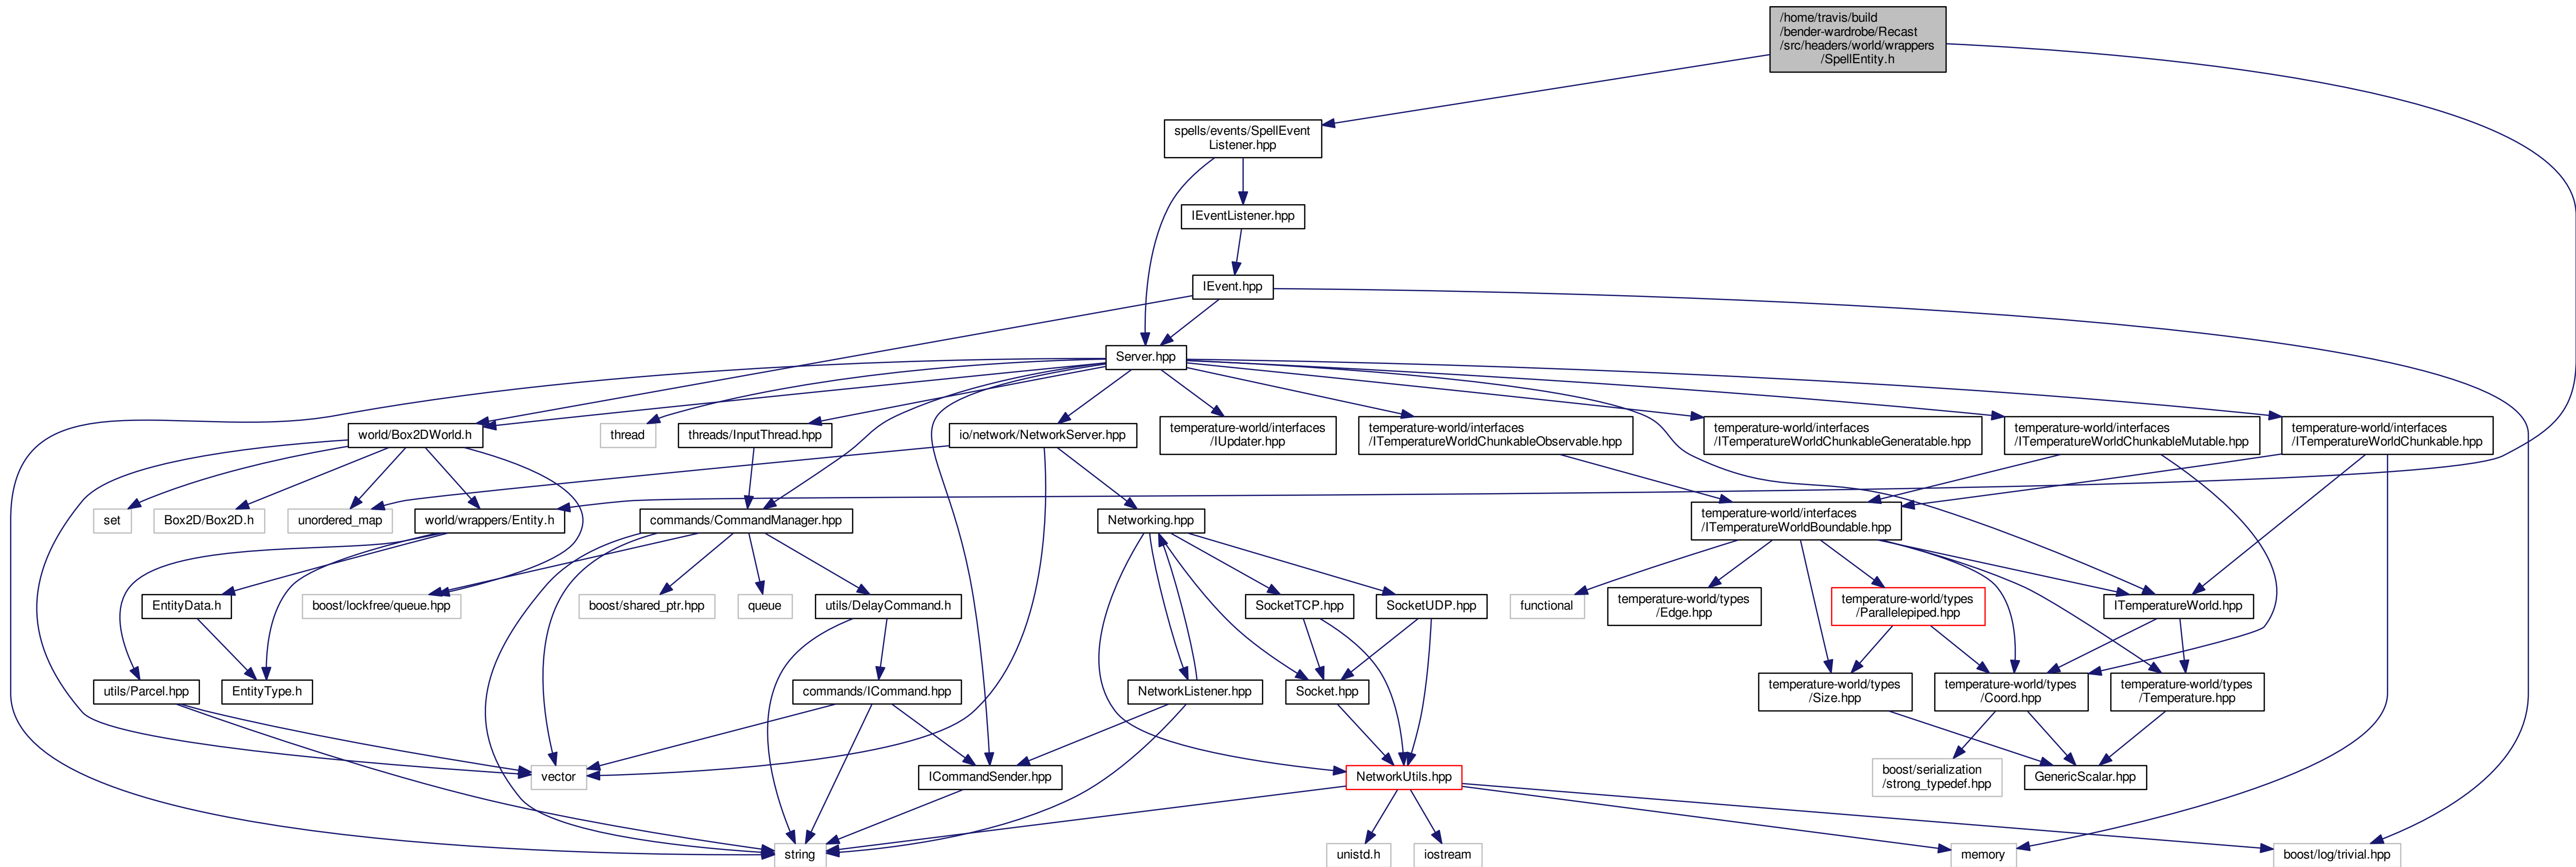 /home/travis/build
/bender-wardrobe/Recast
/src/headers/world/wrappers
/SpellEntity.h
spells/events/SpellEvent
Listener.hpp
IEventListener.hpp
IEvent.hpp
Server.hpp
world/Box2DWorld.h
thread
threads/InputThread.hpp
io/network/NetworkServer.hpp
temperature-world/interfaces
/IUpdater.hpp
temperature-world/interfaces
/ITemperatureWorldChunkableObservable.hpp
temperature-world/interfaces
/ITemperatureWorldChunkableGeneratable.hpp
temperature-world/interfaces
/ITemperatureWorldChunkableMutable.hpp
temperature-world/interfaces
/ITemperatureWorldChunkable.hpp
set
Box2D/Box2D.h
unordered_map
world/wrappers/Entity.h
commands/CommandManager.hpp
Networking.hpp
temperature-world/interfaces
/ITemperatureWorldBoundable.hpp
EntityData.h
boost/lockfree/queue.hpp
boost/shared_ptr.hpp
queue
utils/DelayCommand.h
SocketTCP.hpp
SocketUDP.hpp
functional
temperature-world/types
/Edge.hpp
temperature-world/types
/Parallelepiped.hpp
ITemperatureWorld.hpp
utils/Parcel.hpp
EntityType.h
commands/ICommand.hpp
NetworkListener.hpp
Socket.hpp
temperature-world/types
/Size.hpp
temperature-world/types
/Coord.hpp
temperature-world/types
/Temperature.hpp
vector
ICommandSender.hpp
NetworkUtils.hpp
boost/serialization
/strong_typedef.hpp
GenericScalar.hpp
string
unistd.h
iostream
memory
boost/log/trivial.hpp